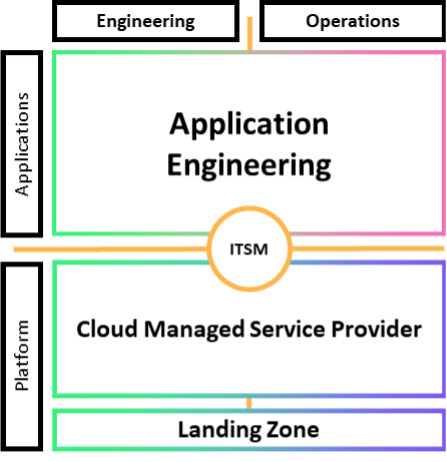 Engineering
Operations
Applications
Application
Engineering
ITSM
Platform
Cloud Managed Service Provider
Landing Zone